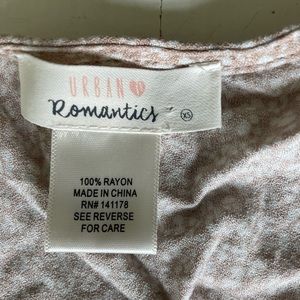 URBAN
Romantics
XS
100% RAYON
MADE IN CHINA
RN# 141178
SEE REVERSE
FOR CARE